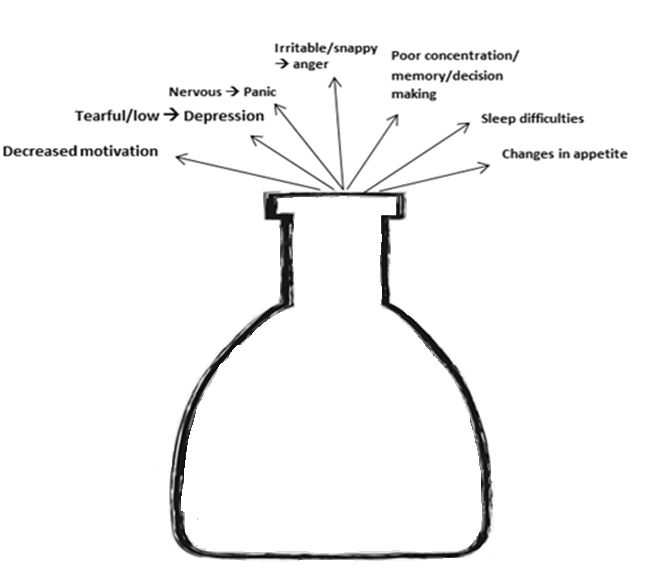 Irritable/snappy
→ anger
Poor concentration/
memory/decision
making
Nervous → Panic
Tearful/low → Depression
Sleep difficulties
Decreased motivation
Changes in appetite